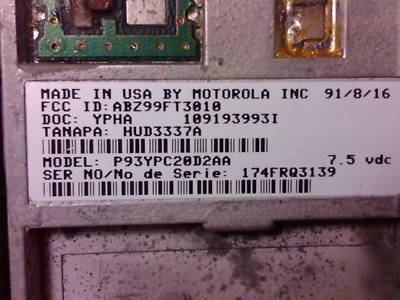 MADE IN USA BY MOTOROLA INC 91/8/16
FCC ID:ABZ99FT3010
DOC: YPHA 109193993I
TANAPA: HUD3337A
MODEL: P93YPC20D2AA 7.5 vdc
SER NO/No de Serie: 174FRQ3139